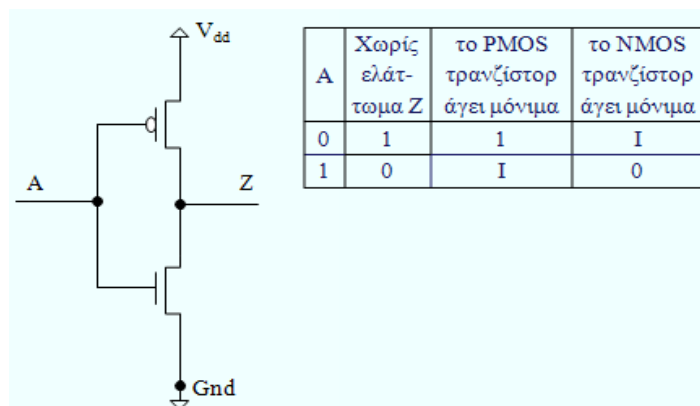 V_dd
A
Z
Gnd
A | Χωρίς ελάτ- τωμα Z | το PMOS τρανζίστορ άγει μόνιμα | το NMOS τρανζίστορ άγει μόνιμα
0 | 1 | 1 | I
1 | 0 | I | 0